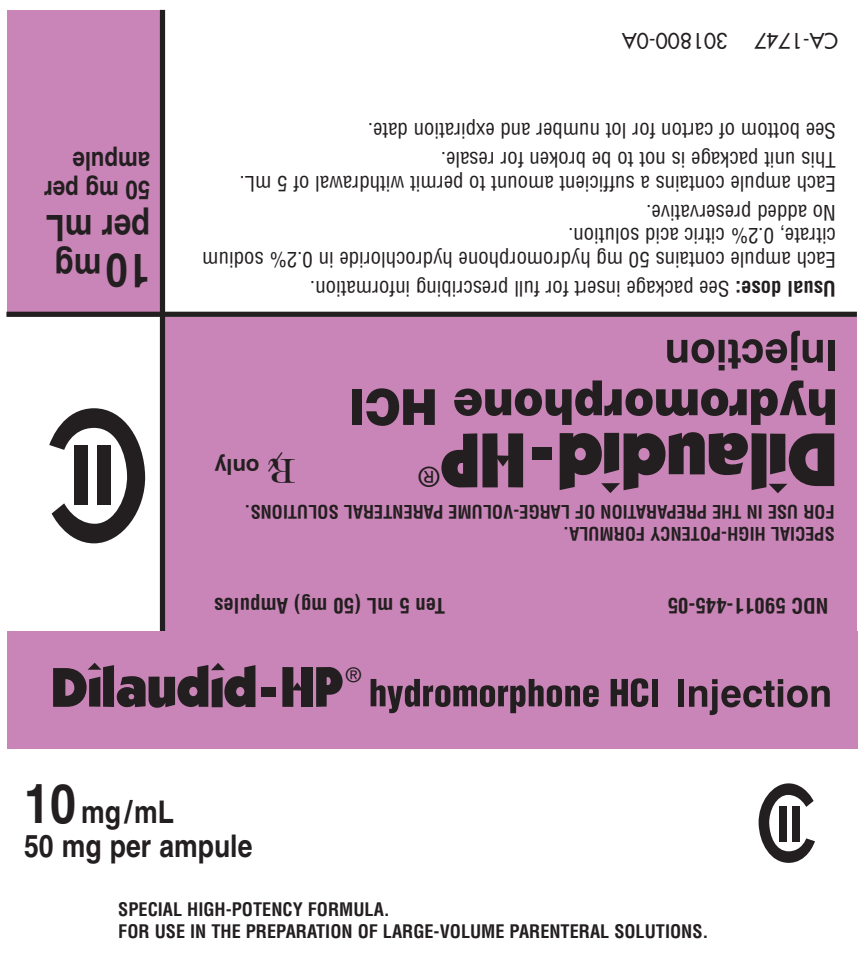 CA-1747 301800-0A
See bottom of carton for lot number and expiration date.
This unit package is not to be broken for resale.
Each ampule contains a sufficient amount to permit withdrawal of 5 mL.
No added preservative.
citrate, 0.2% citric acid solution.
Each ampule contains 50 mg hydromorphone hydrochloride in 0.2% sodium
Usual dose: See package insert for full prescribing information.
10 mg
per mL
50 mg per
ampule
NDC 59011-445-05 Ten 5 mL (50 mg) Ampules
SPECIAL HIGH-POTENCY FORMULA.
FOR USE IN THE PREPARATION OF LARGE-VOLUME PARENTERAL SOLUTIONS.
Dilaudid-HP® ℞ only
hydromorphone HCl
Injection
CII
Dilaudid-HP® hydromorphone HCl Injection
10 mg/mL
50 mg per ampule
CII
SPECIAL HIGH-POTENCY FORMULA.
FOR USE IN THE PREPARATION OF LARGE-VOLUME PARENTERAL SOLUTIONS.